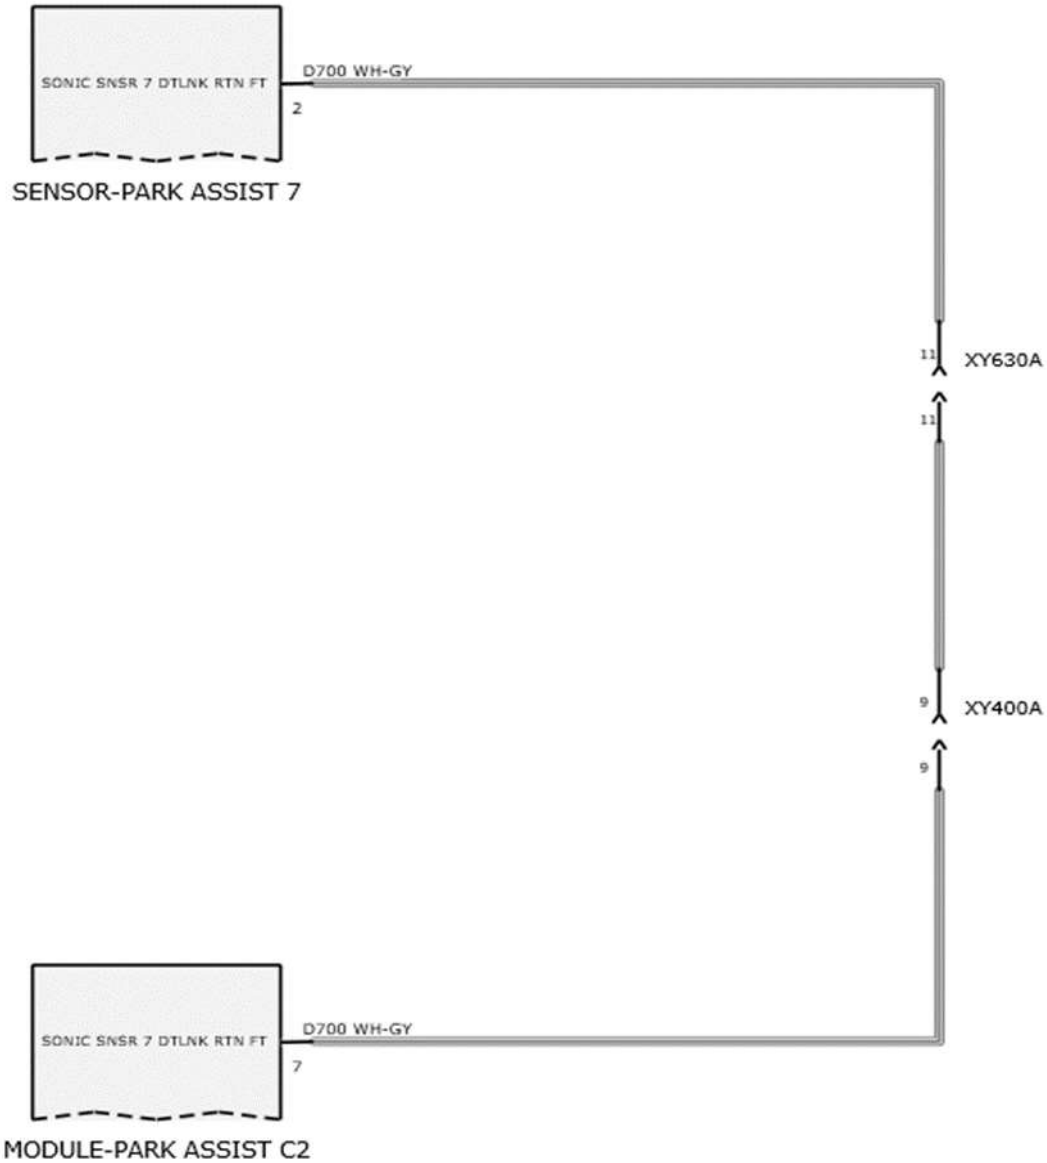 D700 WH-GY
SONIC SNSR 7 DTLNK RTN FT
2
SENSOR-PARK ASSIST 7
11
XY630A
11
9
XY400A
9
D700 WH-GY
SONIC SNSR 7 DTLNK RTN FT
7
MODULE-PARK ASSIST C2